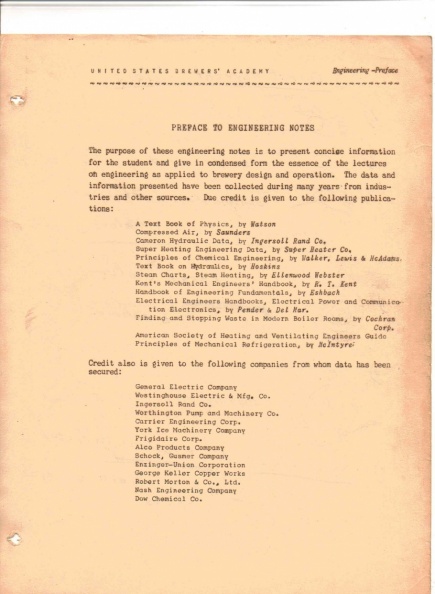 UNITED STATES BREWERS' ACADEMY Engineering-Preface
PREFACE TO ENGINEERING NOTES
The purpose of these engineering notes is to present concise information
for the student and give in condensed form the essence of the lectures
on engineering as applied to brewery design and operation. The data and
information presented have been collected during many years from indus-
tries and other sources. Due credit is given to the following publica-
tions:
A Text Book of Physics, by Watson
Compressed Air, by Saunders
Cameron Hydraulic Data, by Ingersoll Rand Co.
Super Heating Engineering Data, by Super Heater Co.
Principles of Chemical Engineering, by Walker, Lewis & McAdams.
Text Book on Hydraulics, by Hoskins
Steam Charts, Steam Heating, by Ellenwood Webster
Kent's Mechanical Engineers' Handbook, by R. T. Kent
Handbook of Engineering Fundamentals, by Eshbach
Electrical Engineers Handbooks, Electrical Power and Communica-
tion Electronics, by Pender & Del Mar.
Finding and Stopping Waste in Modern Boiler Rooms, by Cochran
Corp.
American Society of Heating and Ventilating Engineers Guide
Principles of Mechanical Refrigeration, by McIntyre
Credit also is given to the following companies from whom data has been
secured:
General Electric Company
Westinghouse Electric & Mfg. Co.
Ingersoll Rand Co.
Worthington Pump and Machinery Co.
Carrier Engineering Corp.
York Ice Machinery Company
Frigidaire Corp.
Alco Products Company
Schock, Gusmer Company
Enzinger-Union Corporation
George Keller Copper Works
Robert Morton & Co., Ltd.
Nash Engineering Company
Dow Chemical Co.